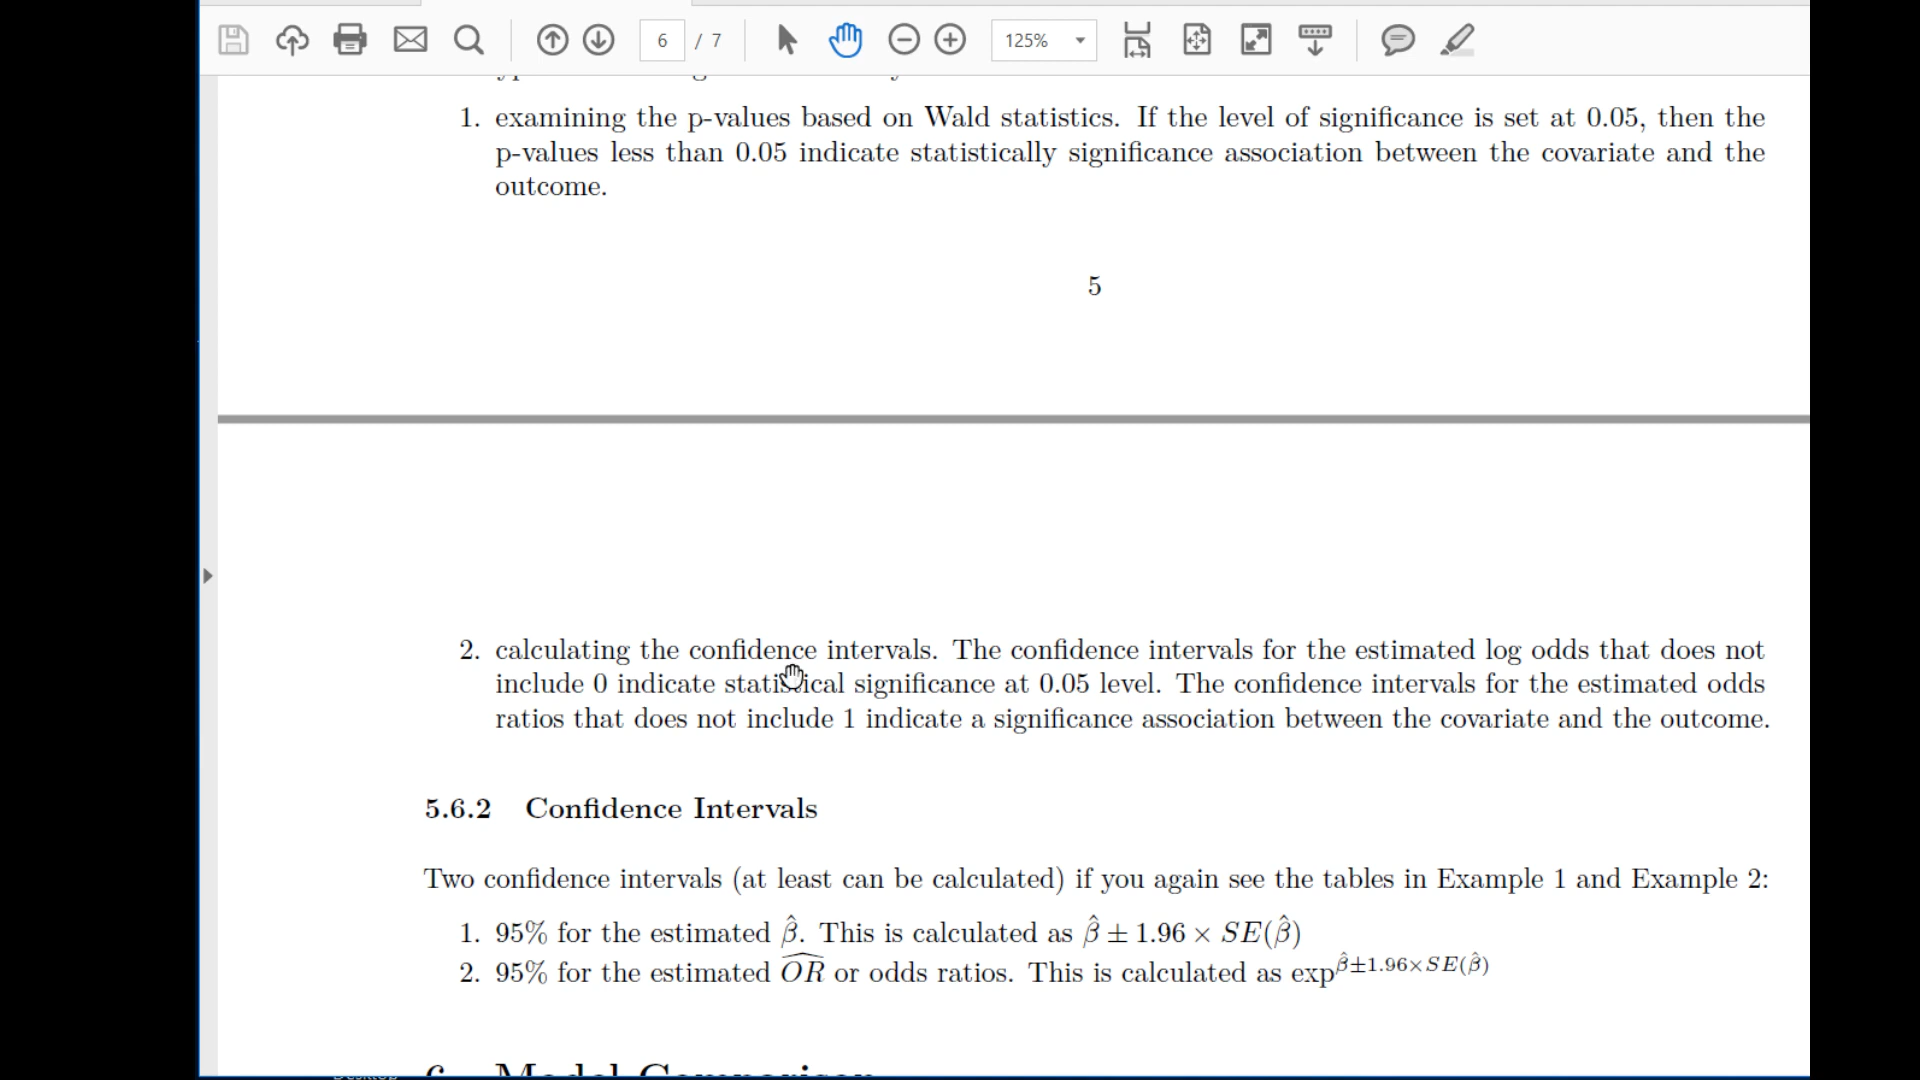 6 / 7 125%
1. examining the p-values based on Wald statistics. If the level of significance is set at 0.05, then the
p-values less than 0.05 indicate statistically significance association between the covariate and the
outcome.
5
2. calculating the confidence intervals. The confidence intervals for the estimated log odds that does not
include 0 indicate statistical significance at 0.05 level. The confidence intervals for the estimated odds
ratios that does not include 1 indicate a significance association between the covariate and the outcome.
5.6.2 Confidence Intervals
Two confidence intervals (at least can be calculated) if you again see the tables in Example 1 and Example 2:
1. 95% for the estimated β̂. This is calculated as β̂ ± 1.96 × SE(β̂)
2. 95% for the estimated \widehat{OR} or odds ratios. This is calculated as exp^{β̂±1.96×SE(β̂)}
6 Model Comparison